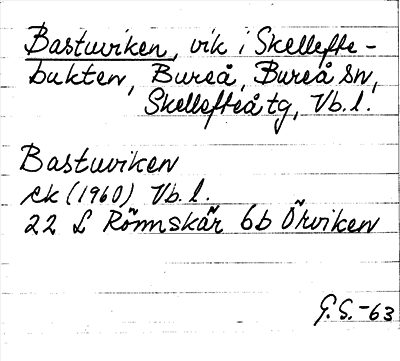 Bastuviken, vik i Skellefte-
bukten, Bureå, Bureå sn,
Skellefteå tg, Vb. l.
Bastuviken
ek (1960) Vb. l.
22 L Rönnskär 6b Örviken
G.S.-63